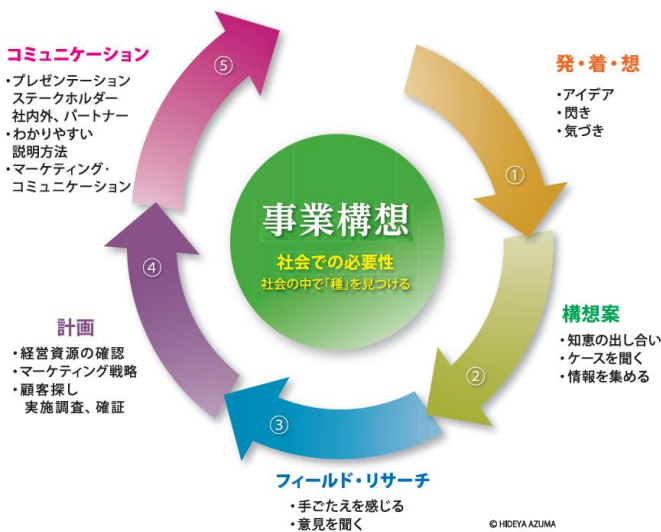 コミュニケーション
・プレゼンテーション
ステークホルダー
社内外、パートナー
・わかりやすい
説明方法
・マーケティング・
コミュニケーション
⑤
発・着・想
・アイデア
・閃き
・気づき
①
事業構想
社会での必要性
社会の中で「種」を見つける
④
計画
・経営資源の確認
・マーケティング戦略
・顧客探し
実施調査、確証
構想案
・知恵の出し合い
・ケースを聞く
・情報を集める
②
③
フィールド・リサーチ
・手ごたえを感じる
・意見を聞く
© HIDEYA AZUMA